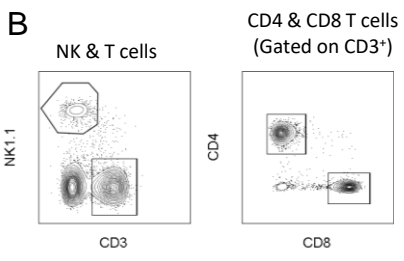 B
NK & T cells
CD4 & CD8 T cells
(Gated on CD3⁺)
NK1.1
CD3
CD4
CD8